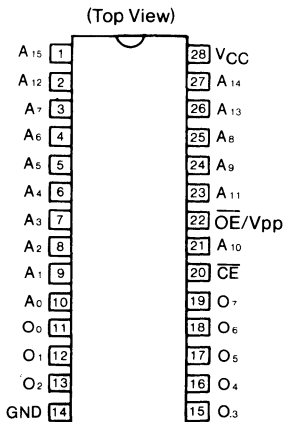 (Top View)
A15 1 28 VCC
A12 2 27 A14
A7 3 26 A13
A6 4 25 A8
A5 5 24 A9
A4 6 23 A11
A3 7 22 OE/Vpp
A2 8 21 A10
A1 9 20 CE
A0 10 19 O7
O0 11 18 O6
O1 12 17 O5
O2 13 16 O4
GND 14 15 O.3